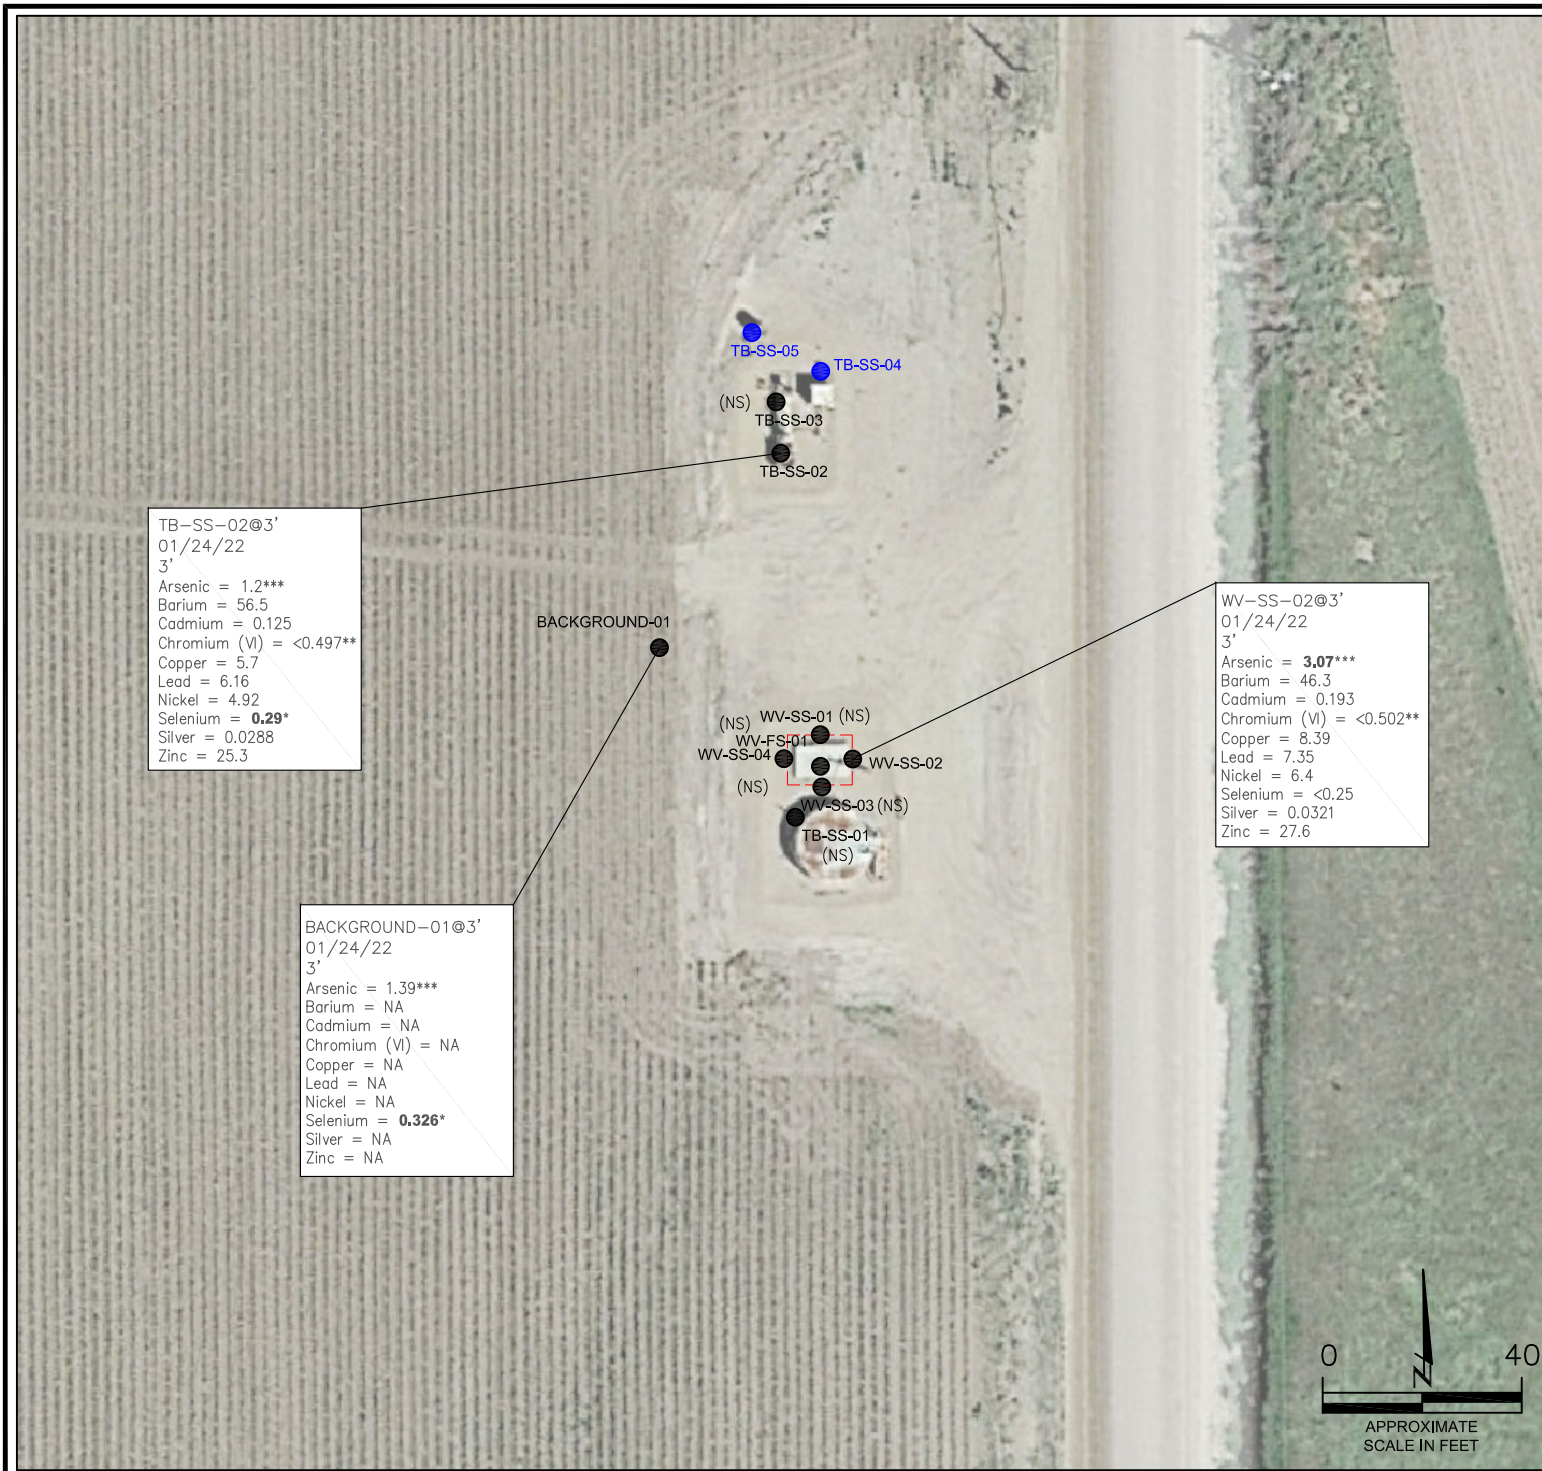 TB-SS-05
TB-SS-04
(NS)
TB-SS-03
TB-SS-02
TB-SS-02@3'
01/24/22
3'
Arsenic = 1.2***
Barium = 56.5
Cadmium = 0.125
Chromium (VI) = <0.497**
Copper = 5.7
Lead = 6.16
Nickel = 4.92
Selenium = 0.29*
Silver = 0.0288
Zinc = 25.3
BACKGROUND-01
WV-SS-02@3'
01/24/22
3'
Arsenic = 3.07***
Barium = 46.3
Cadmium = 0.193
Chromium (VI) = <0.502**
Copper = 8.39
Lead = 7.35
Nickel = 6.4
Selenium = <0.25
Silver = 0.0321
Zinc = 27.6
(NS) WV-SS-01 (NS)
WV-FS-01
WV-SS-04
WV-SS-02
(NS)
WV-SS-03 (NS)
TB-SS-01
(NS)
BACKGROUND-01@3'
01/24/22
3'
Arsenic = 1.39***
Barium = NA
Cadmium = NA
Chromium (VI) = NA
Copper = NA
Lead = NA
Nickel = NA
Selenium = 0.326*
Silver = NA
Zinc = NA
0 40
N
APPROXIMATE
SCALE IN FEET